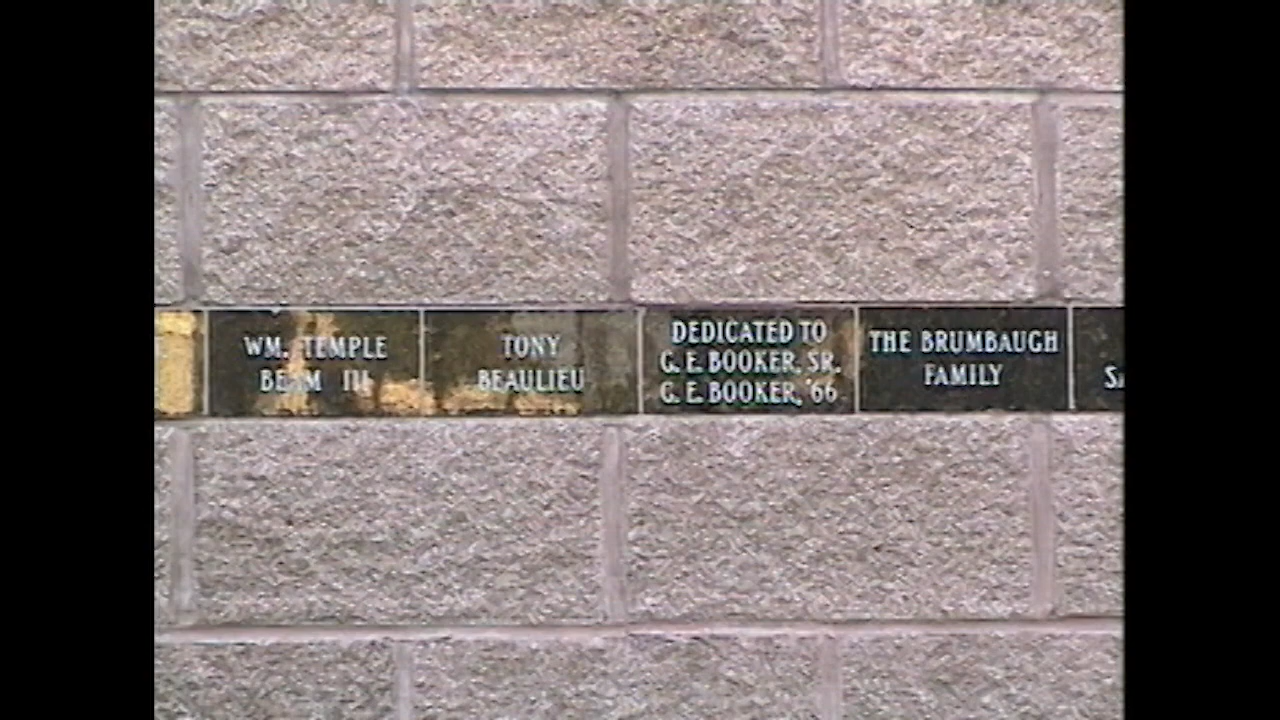 WM. TEMPLE
BEAM III
TONY
BEAULIEU
DEDICATED TO
G. E. BOOKER, SR.
G. E. BOOKER, '66
THE BRUMBAUGH
FAMILY